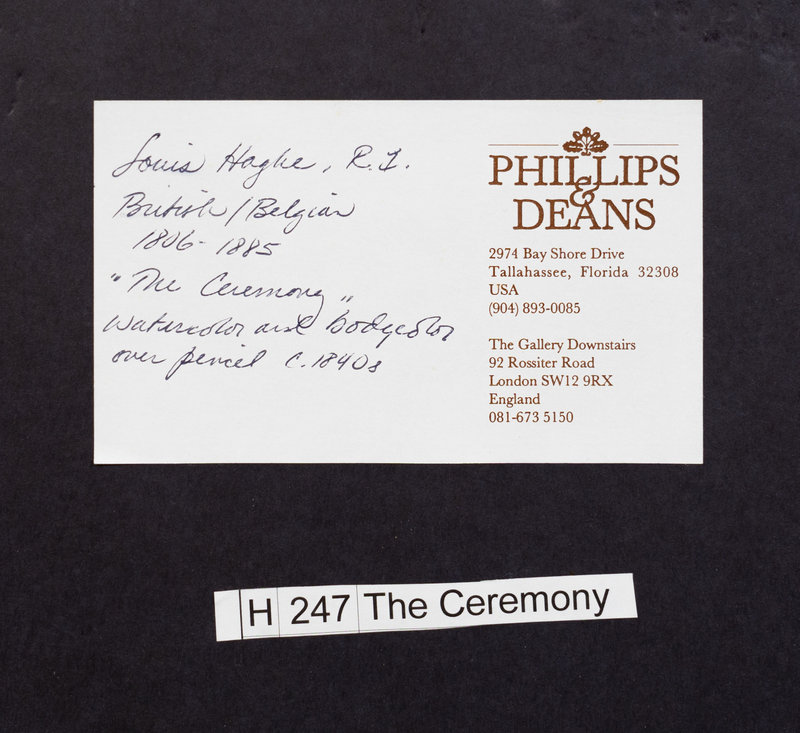 Louis Haghe, R.I.
British/Belgian
1806-1885
"The Ceremony"
Watercolor and bodycolor
over pencil c.1840s
PHILLIPS
&
DEANS
2974 Bay Shore Drive
Tallahassee, Florida 32308
USA
(904) 893-0085
The Gallery Downstairs
92 Rossiter Road
London SW12 9RX
England
081-673 5150
H 247 The Ceremony